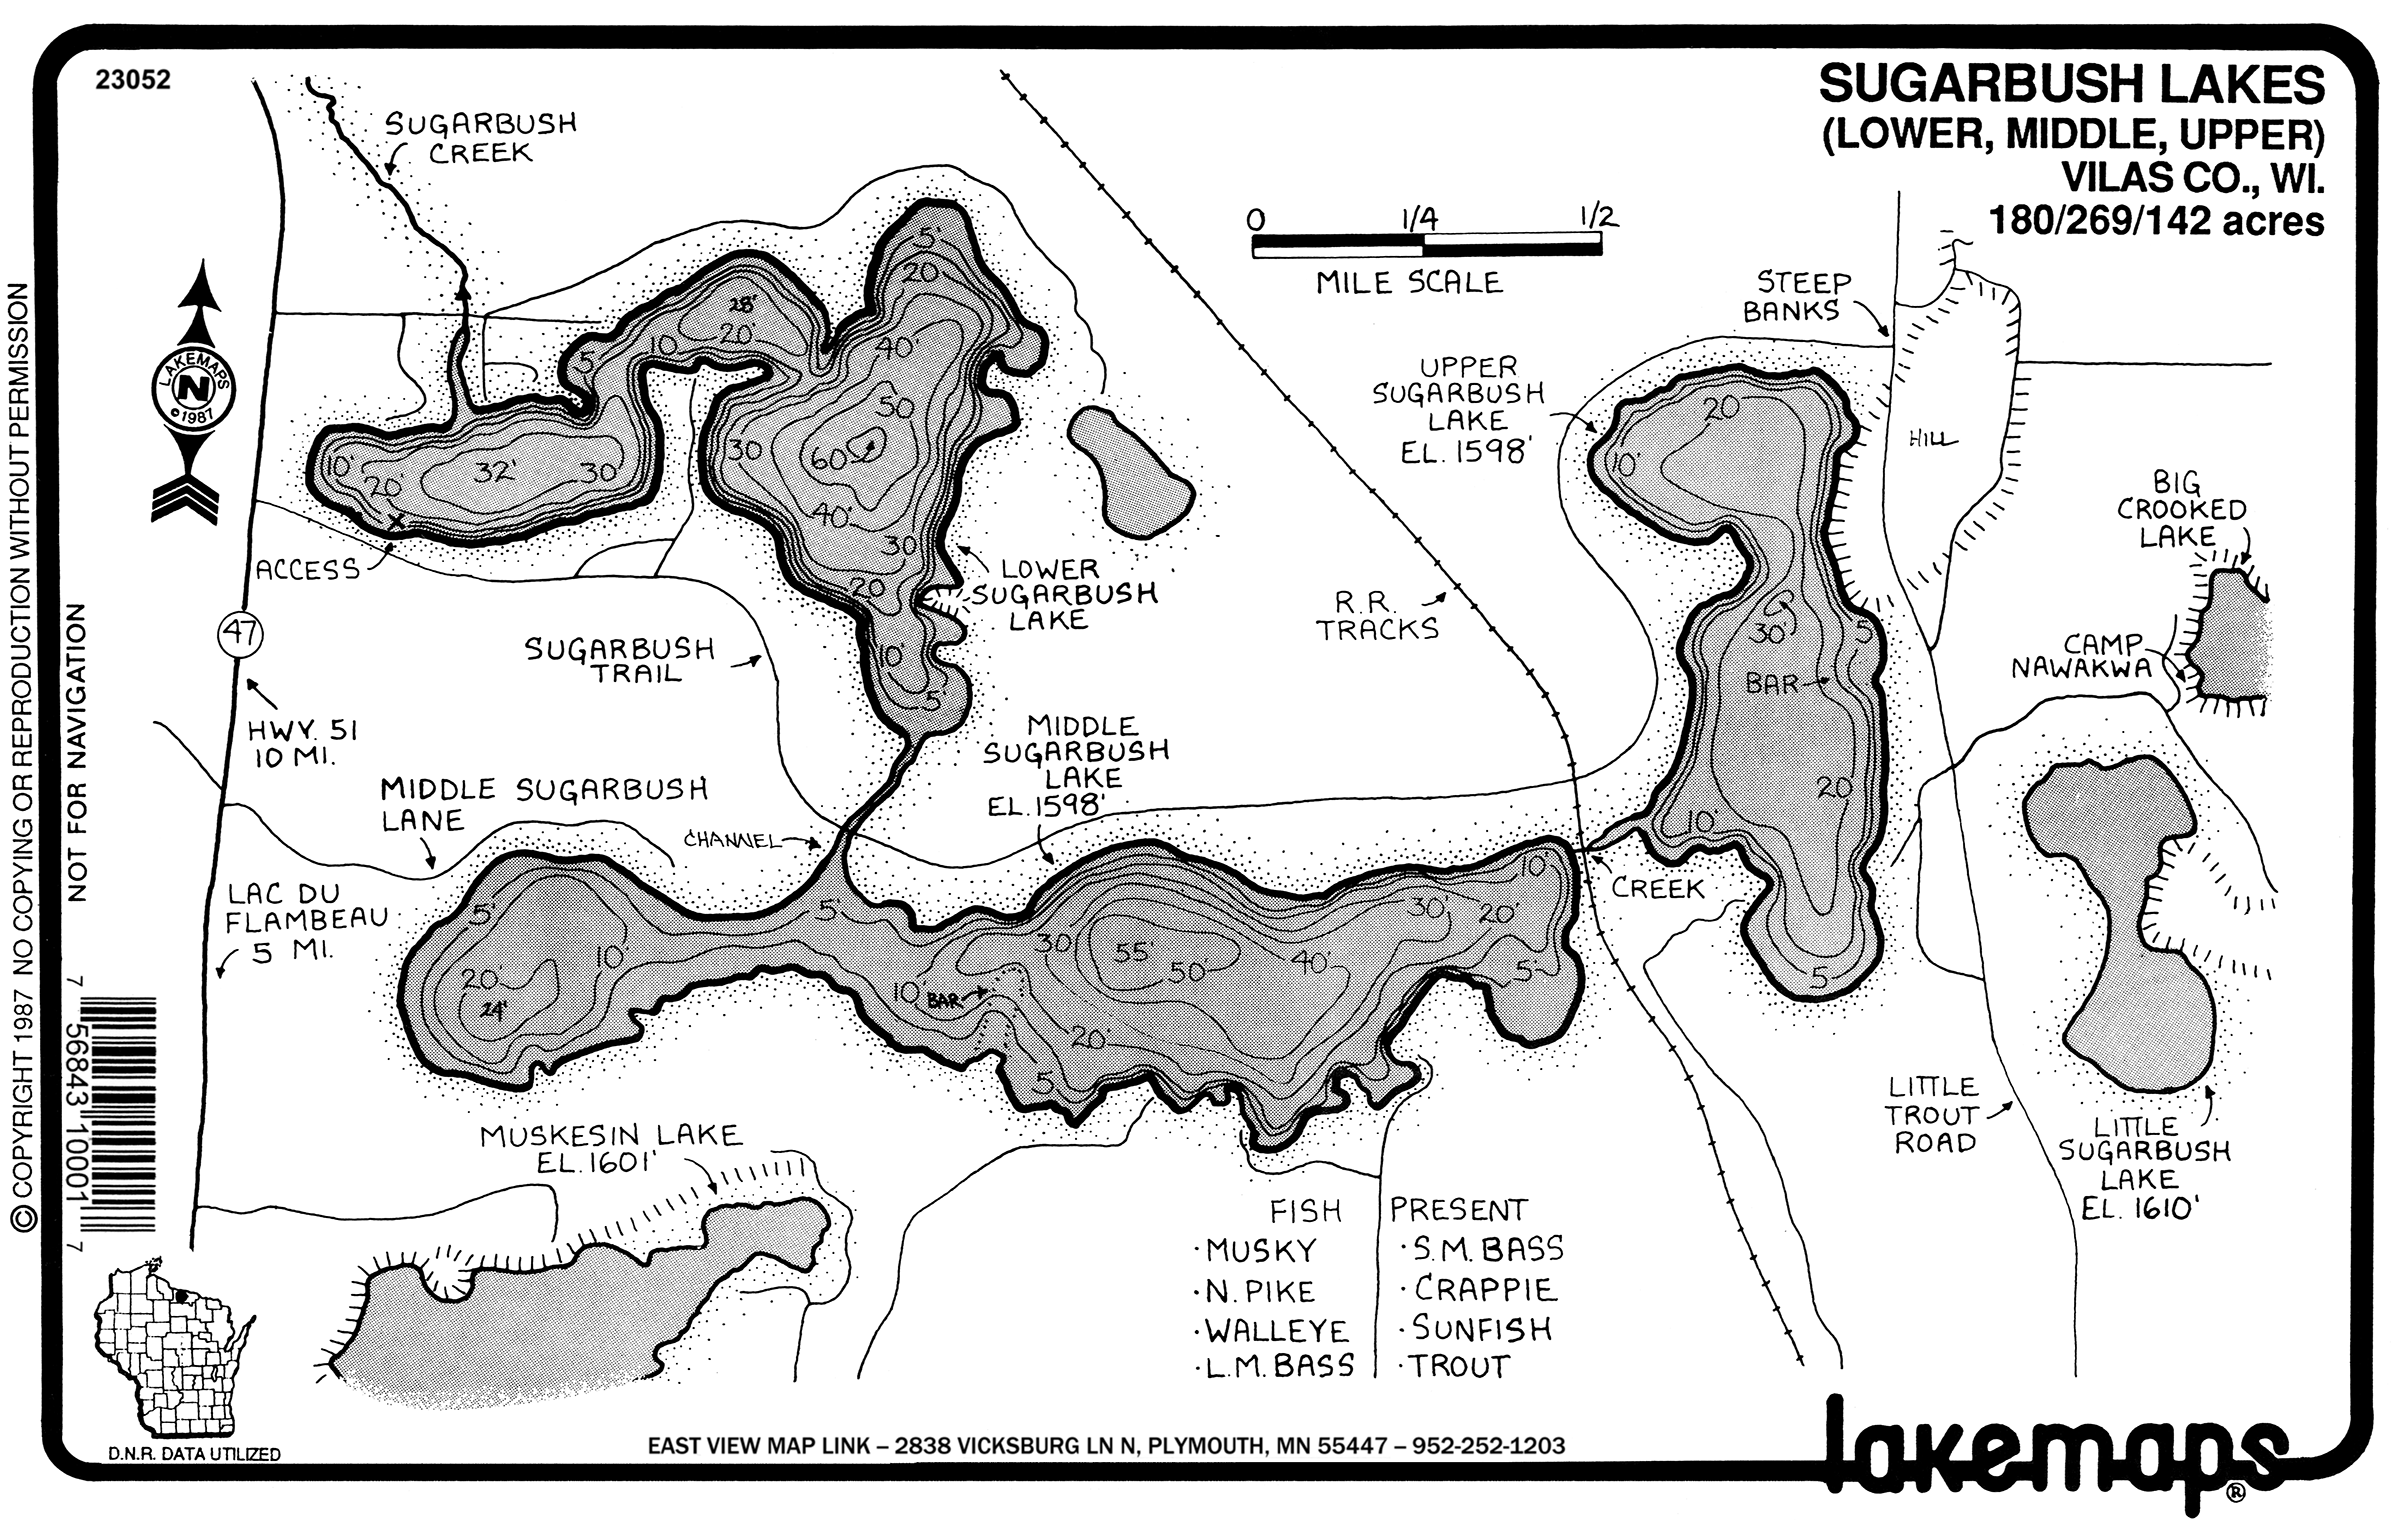 23052
SUGARBUSH LAKES
(LOWER, MIDDLE, UPPER)
VILAS CO., WI.
180/269/142 acres
SUGARBUSH
CREEK
0 1/4 1/2
MILE SCALE
STEEP
BANKS
UPPER
SUGARBUSH
LAKE
EL. 1598'
HILL
BIG
CROOKED
LAKE
CAMP
NAWAKWA
LAKEMAPS
N
©1987
5'
20
28'
20'
10
5'
40'
50
60
30
40'
30
20
10'
5'
10'
20'
32'
30
X
ACCESS
LOWER
SUGARBUSH
LAKE
R.R.
TRACKS
20
10'
30'
5
BAR
20
10'
5
47
SUGARBUSH
TRAIL
HWY. 51
10 MI.
MIDDLE SUGARBUSH
LANE
MIDDLE
SUGARBUSH
LAKE
EL. 1598'
CHANNEL
CREEK
LAC DU
FLAMBEAU
5 MI.
5'
10'
20'
24'
5'
10'
BAR
30
55'
50'
40'
30'
20'
10'
5'
20'
5
LITTLE
TROUT
ROAD
LITTLE
SUGARBUSH
LAKE
EL. 1610'
MUSKESIN LAKE
EL. 1601'
FISH PRESENT
·MUSKY ·S.M. BASS
·N. PIKE ·CRAPPIE
·WALLEYE ·SUNFISH
·L.M. BASS ·TROUT
© COPYRIGHT 1987 NO COPYING OR REPRODUCTION WITHOUT PERMISSION
NOT FOR NAVIGATION
7 56843 10001 7
D.N.R. DATA UTILIZED
EAST VIEW MAP LINK – 2838 VICKSBURG LN N, PLYMOUTH, MN 55447 – 952-252-1203
lakemaps®